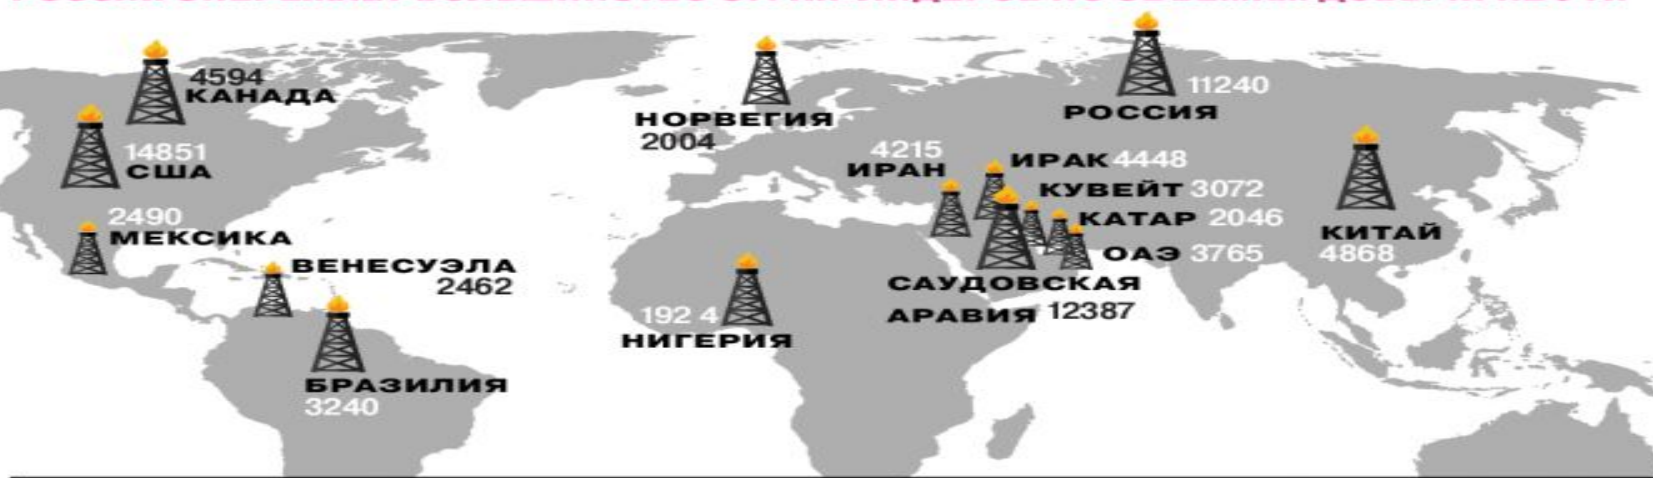 4594
КАНАДА
14851
США
2490
МЕКСИКА
ВЕНЕСУЭЛА
2462
БРАЗИЛИЯ
3240
НОРВЕГИЯ
2004
192 4
НИГЕРИЯ
РОССИЯ
11240
4215
ИРАН
ИРАК 4448
КУВЕЙТ 3072
КАТАР 2046
ОАЭ 3765
САУДОВСКАЯ
АРАВИЯ 12387
КИТАЙ
4868